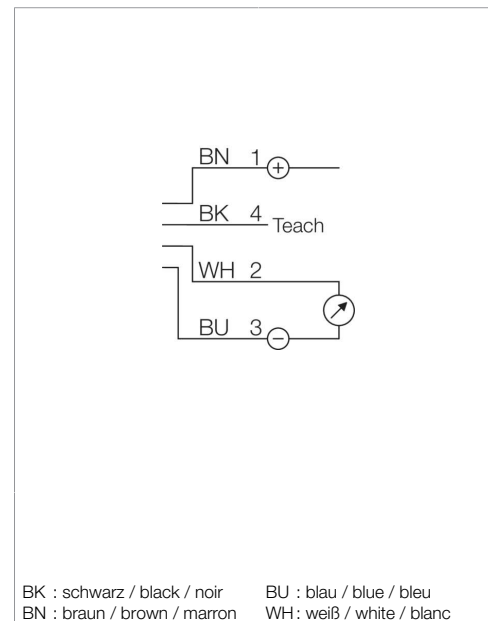 BN 1 +
BK 4 Teach
WH 2
BU 3 −
BK : schwarz / black / noir BU : blau / blue / bleu
BN : braun / brown / marron WH : weiß / white / blanc